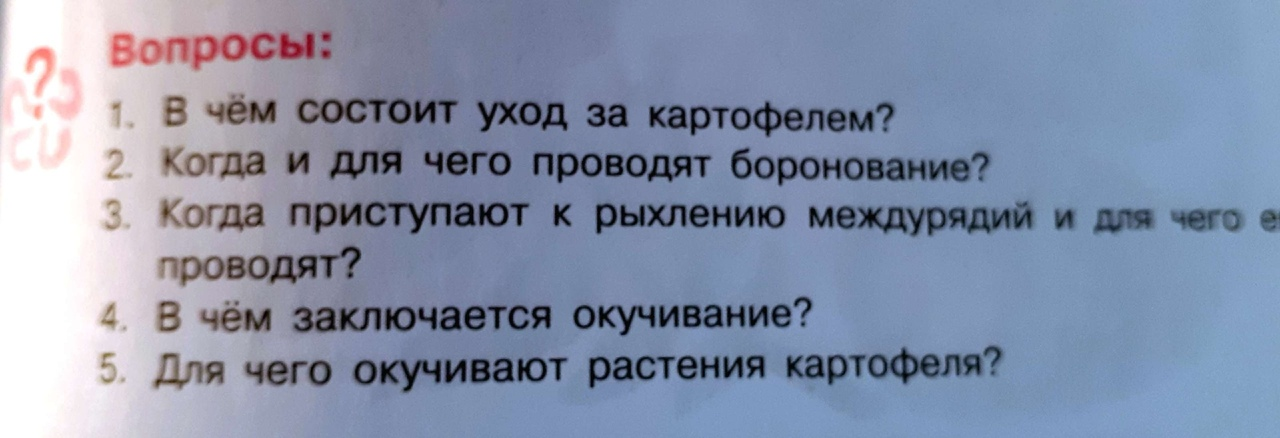 Вопросы:
1. В чём состоит уход за картофелем?
2. Когда и для чего проводят боронование?
3. Когда приступают к рыхлению междурядий и для чего
проводят?
4. В чём заключается окучивание?
5. Для чего окучивают растения картофеля?